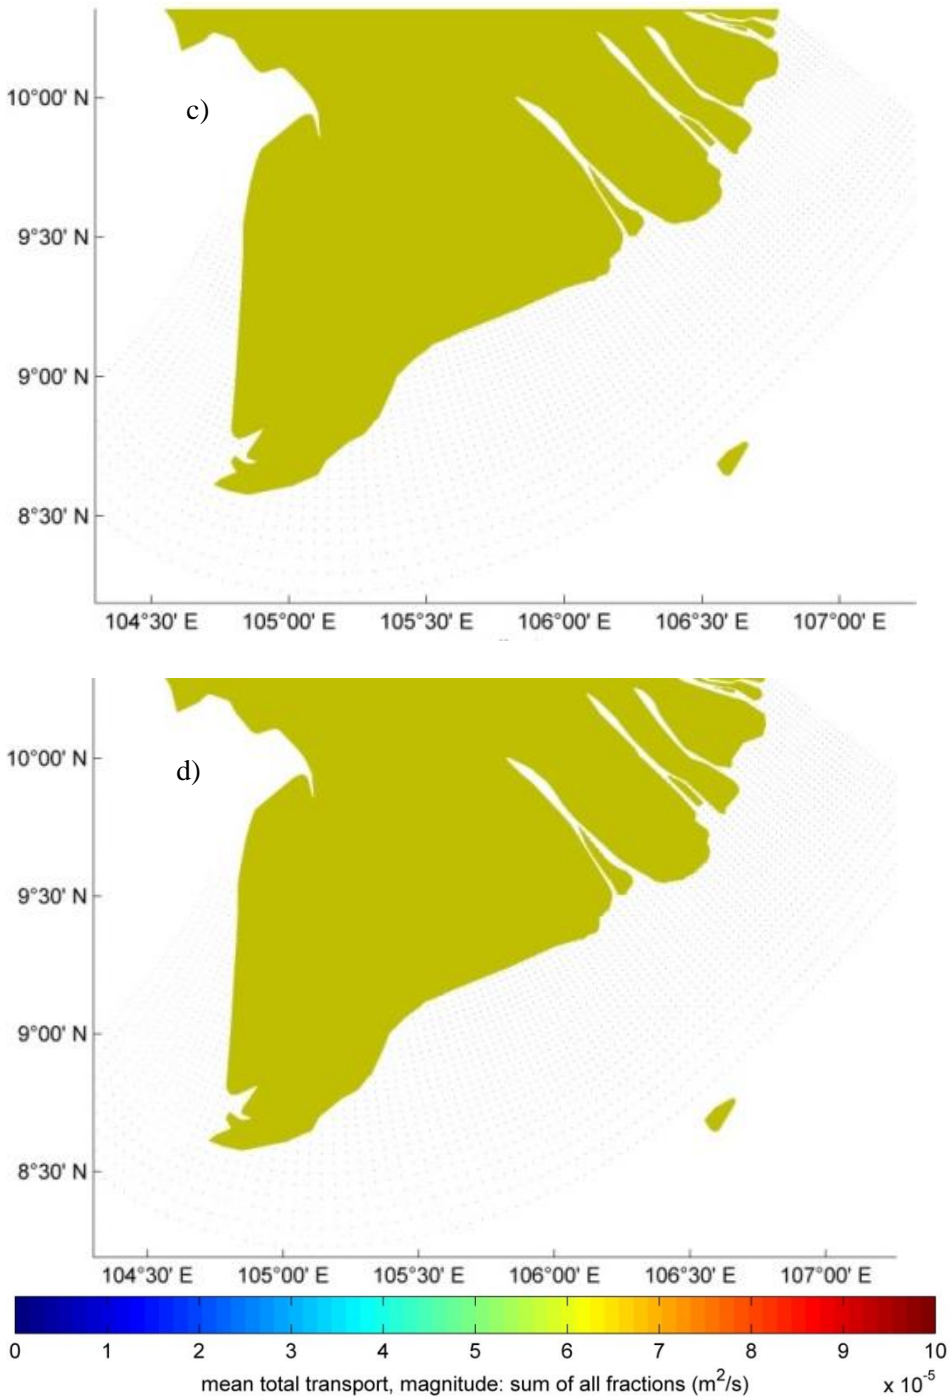 c)
10°00' N
9°30' N
9°00' N
8°30' N
104°30' E 105°00' E 105°30' E 106°00' E 106°30' E 107°00' E
d)
10°00' N
9°30' N
9°00' N
8°30' N
104°30' E 105°00' E 105°30' E 106°00' E 106°30' E 107°00' E
0 1 2 3 4 5 6 7 8 9 10
mean total transport, magnitude: sum of all fractions (m²/s) x 10⁻⁵